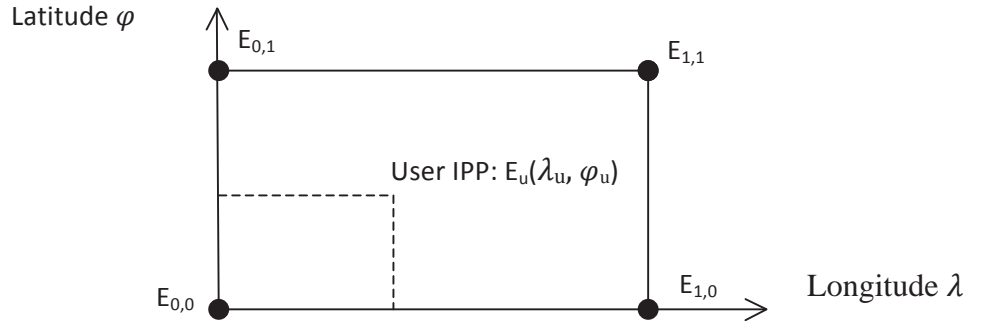 Latitude φ
E0,1
E1,1
User IPP: Eu(λu, φu)
E0,0
E1,0
Longitude λ